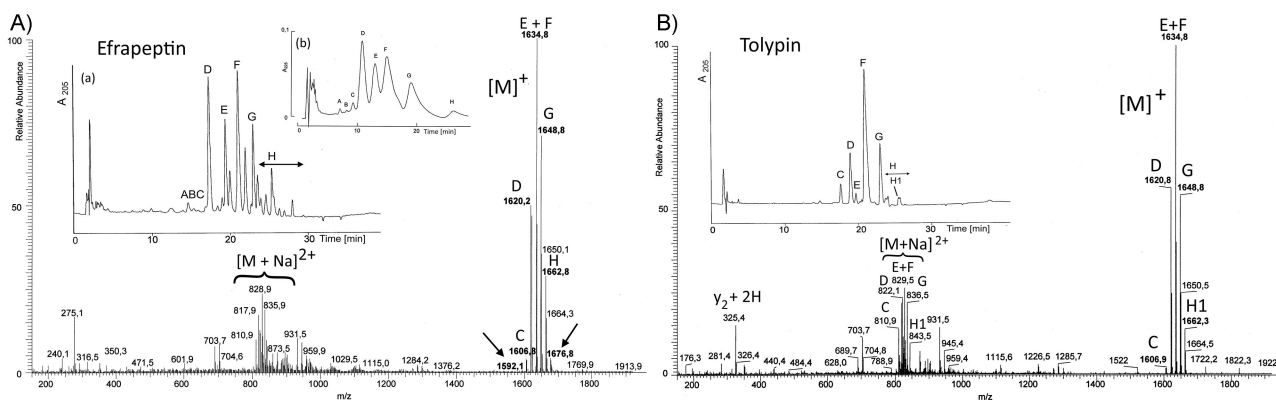 A)
Efrapeptin
Relative Abundance
100
50
0
(a)
A 205
D
E
F
G
H
ABC
0
10
20
30
Time [min]
(b)
0,1
0
D
E
F
G
H
A
B
C
0
10
20
Time [min]
E + F
1634,8
[M]+
G
1648,8
D
1620,2
1650,1
H
1662,8
1664,3
C
1606,8
1676,8
1592,1
1769,9
1913,9
[M + Na]2+
828,9
817,9
835,9
810,9
931,5
873,5
959,9
703,7
704,6
275,1
240,1
316,5
350,3
471,5
601,9
1029,5
1115,0
1284,2
1376,2
200
400
600
800
1000
1200
1400
1600
1800
m/z
B)
Tolypin
Relative Abundance
100
50
0
A 205
F
D
G
C
E
H
H1
0
10
20
30
Time [min]
E+F
1634,8
[M]+
D
1620,8
G
1648,8
1650,5
H1
1662,3
1664,5
C
1606,9
1722,2
1822,3
1922
1522
[M+Na] 2+
E+F
D
829,5
G
822,1
836,5
C
810,9
H1
843,5
931,5
945,4
959,4
703,7
689,7
704,8
788,9
628,0
y2 + 2H
325,4
326,4
281,4
176,3
440,4
484,4
1115,6
1226,5
1285,7
200
400
600
800
1000
1200
1400
1600
1800
m/z